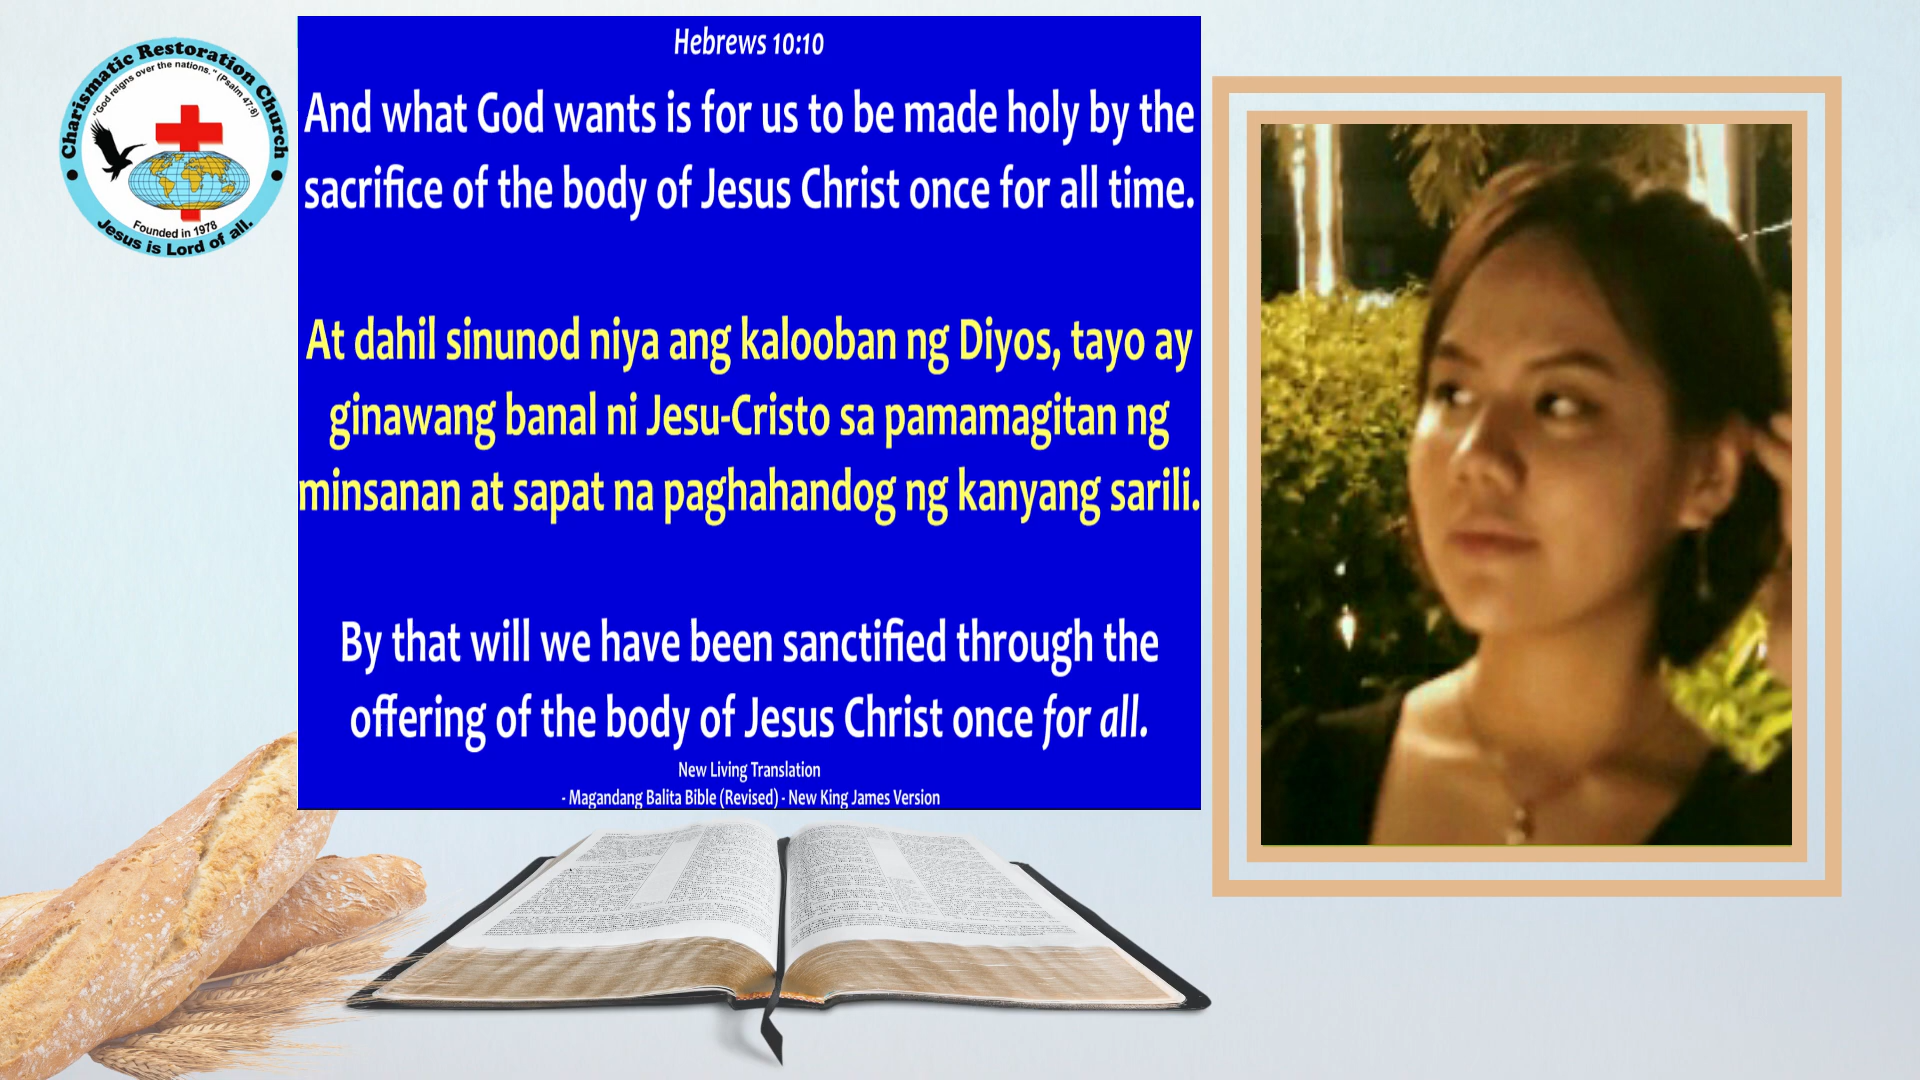 Charismatic Restoration Church
"God reigns over the nations." (Psalm 47:8)
Founded in 1978
Jesus is Lord of all.
Hebrews 10:10
And what God wants is for us to be made holy by the
sacrifice of the body of Jesus Christ once for all time.
At dahil sinunod niya ang kalooban ng Diyos, tayo ay
ginawang banal ni Jesu-Cristo sa pamamagitan ng
minsanan at sapat na paghahandog ng kanyang sarili.
By that will we have been sanctified through the
offering of the body of Jesus Christ once for all.
New Living Translation
- Magandang Balita Bible (Revised) - New King James Version